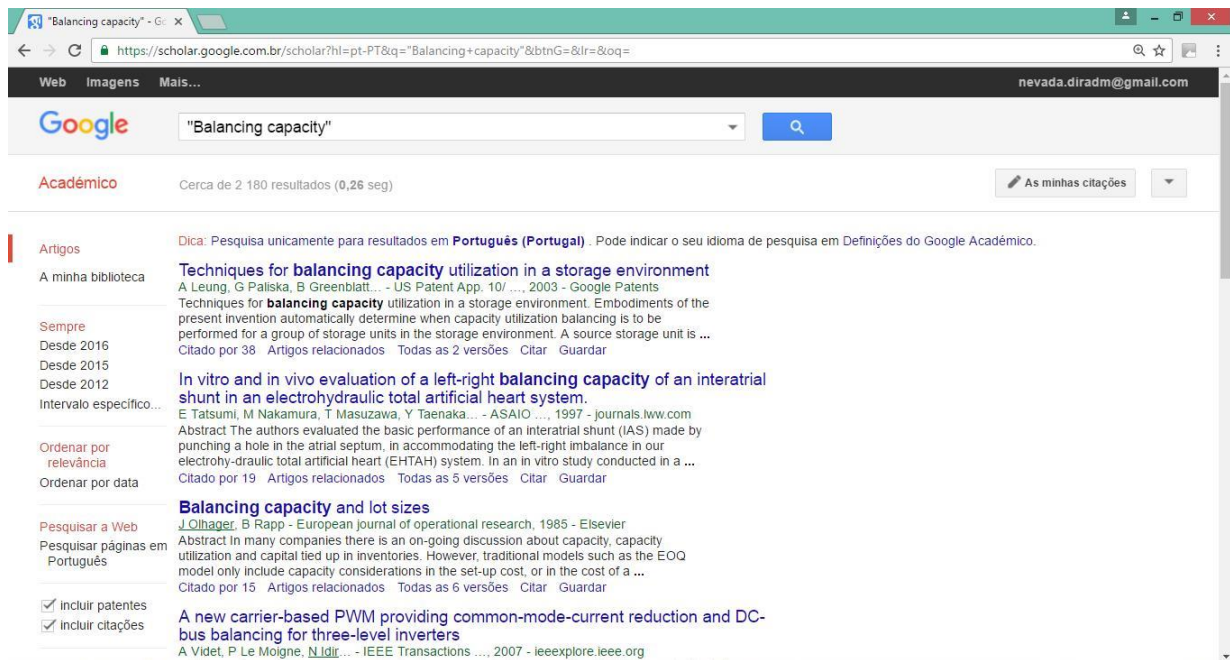 "Balancing capacity" - Go
https://scholar.google.com.br/scholar?hl=pt-PT&q="Balancing+capacity"&btnG=&lr=&oq=
Web Imagens Mais... nevada.diradm@gmail.com
Google "Balancing capacity"
Académico Cerca de 2 180 resultados (0,26 seg) As minhas citações
Artigos
A minha biblioteca
Sempre
Desde 2016
Desde 2015
Desde 2012
Intervalo específico...
Ordenar por
relevância
Ordenar por data
Pesquisar a Web
Pesquisar páginas em
Português
incluir patentes
incluir citações
Dica: Pesquisa unicamente para resultados em Português (Portugal) . Pode indicar o seu idioma de pesquisa em Definições do Google Académico.
Techniques for balancing capacity utilization in a storage environment
A Leung, G Paliska, B Greenblatt... - US Patent App. 10/ ..., 2003 - Google Patents
Techniques for balancing capacity utilization in a storage environment. Embodiments of the
present invention automatically determine when capacity utilization balancing is to be
performed for a group of storage units in the storage environment. A source storage unit is ...
Citado por 38 Artigos relacionados Todas as 2 versões Citar Guardar
In vitro and in vivo evaluation of a left-right balancing capacity of an interatrial
shunt in an electrohydraulic total artificial heart system.
E Tatsumi, M Nakamura, T Masuzawa, Y Taenaka... - ASAIO ..., 1997 - journals.lww.com
Abstract The authors evaluated the basic performance of an interatrial shunt (IAS) made by
punching a hole in the atrial septum, in accommodating the left-right imbalance in our
electrohy-draulic total artificial heart (EHTAH) system. In an in vitro study conducted in a ...
Citado por 19 Artigos relacionados Todas as 5 versões Citar Guardar
Balancing capacity and lot sizes
J Olhager, B Rapp - European journal of operational research, 1985 - Elsevier
Abstract In many companies there is an on-going discussion about capacity, capacity
utilization and capital tied up in inventories. However, traditional models such as the EOQ
model only include capacity considerations in the set-up cost, or in the cost of a ...
Citado por 15 Artigos relacionados Todas as 6 versões Citar Guardar
A new carrier-based PWM providing common-mode-current reduction and DC-
bus balancing for three-level inverters
A Videt, P Le Moigne, N Idir... - IEEE Transactions ..., 2007 - ieeexplore.ieee.org